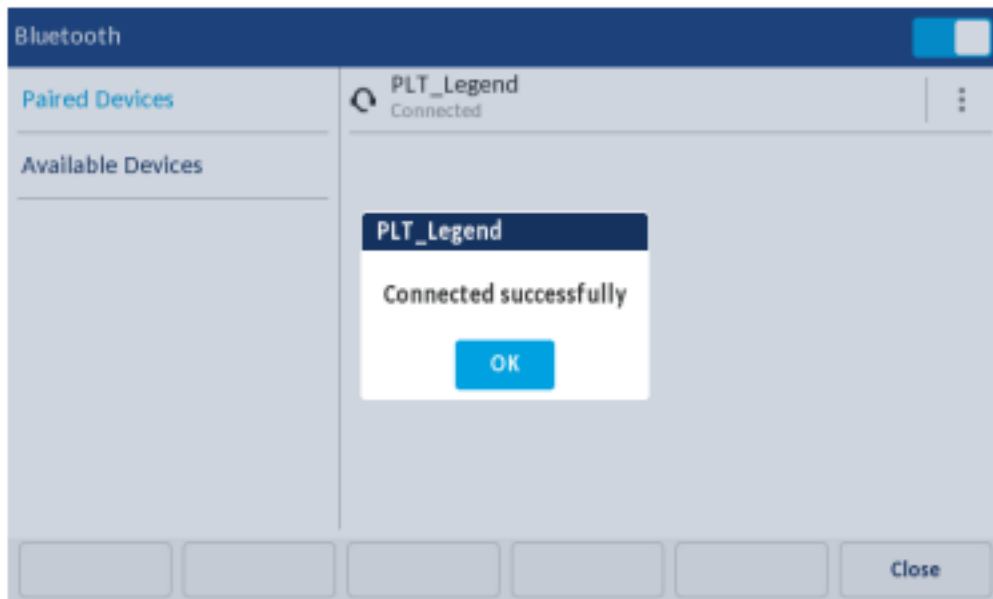 Bluetooth
Paired Devices
Available Devices
PLT_Legend
Connected
PLT_Legend
Connected successfully
OK
Close